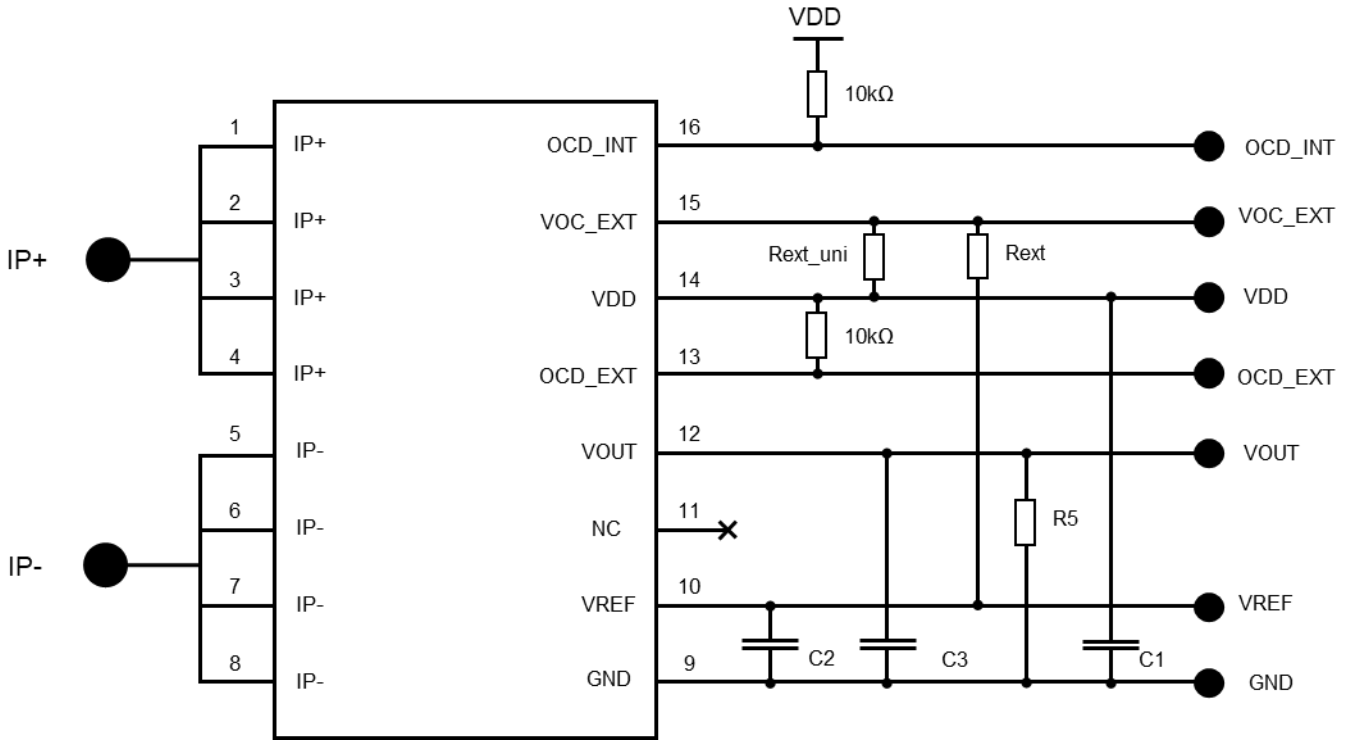 VDD
10kΩ
1 IP+ OCD_INT 16 OCD_INT
2 IP+ VOC_EXT 15 VOC_EXT
IP+ Rext_uni Rext
3 IP+ VDD 14 VDD
10kΩ
4 IP+ OCD_EXT 13 OCD_EXT
5 IP- VOUT 12 VOUT
6 IP- NC 11 R5
IP-
7 IP- VREF 10 VREF
C2 C3 C1
8 IP- GND 9 GND